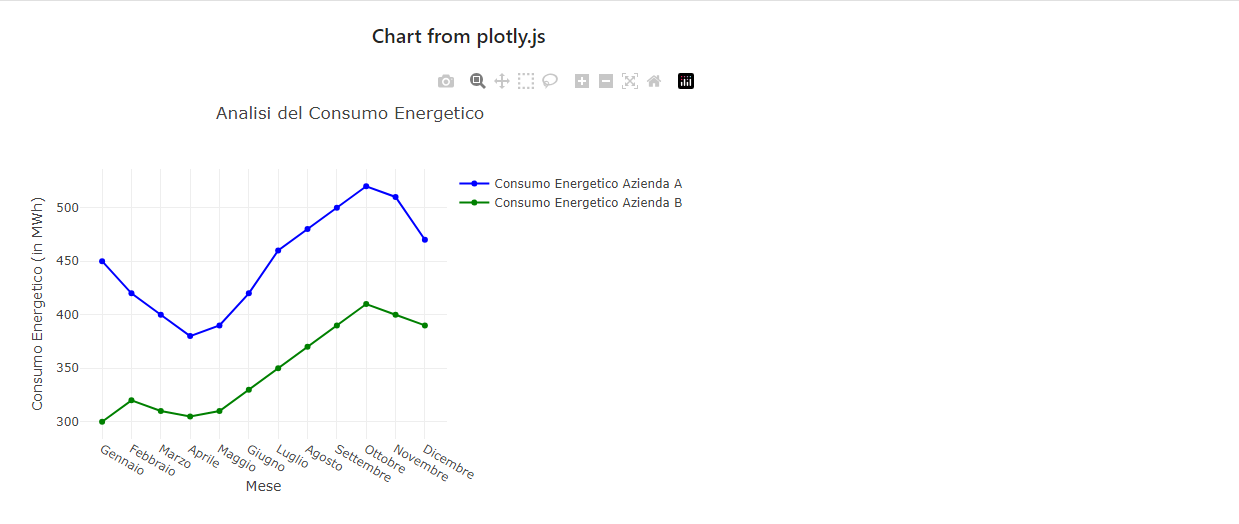 Chart from plotly.js
Analisi del Consumo Energetico
Consumo Energetico Azienda A
Consumo Energetico Azienda B
Consumo Energetico (in MWh)
500
450
400
350
300
Gennaio
Febbraio
Marzo
Aprile
Maggio
Giugno
Luglio
Agosto
Settembre
Ottobre
Novembre
Dicembre
Mese